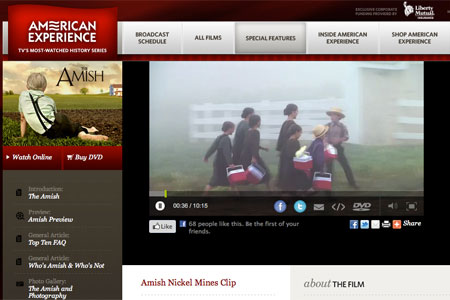 EXCLUSIVE CORPORATE
FUNDING PROVIDED BY
Liberty
Mutual.
INSURANCE
AMERICAN
EXPERIENCE
TV'S MOST-WATCHED HISTORY SERIES
BROADCAST
SCHEDULE
ALL FILMS
SPECIAL FEATURES
INSIDE AMERICAN
EXPERIENCE
SHOP AMERICAN
EXPERIENCE
THE
AMISH
Watch Online
Buy DVD
Introduction:
The Amish
Preview:
Amish Preview
General Article:
Top Ten FAQ
General Article:
Who's Amish & Who's Not
Photo Gallery:
The Amish and
Photography
00:36 / 10:15
DVD
Like
68 people like this. Be the first of your
friends.
Share
Amish Nickel Mines Clip
about THE FILM